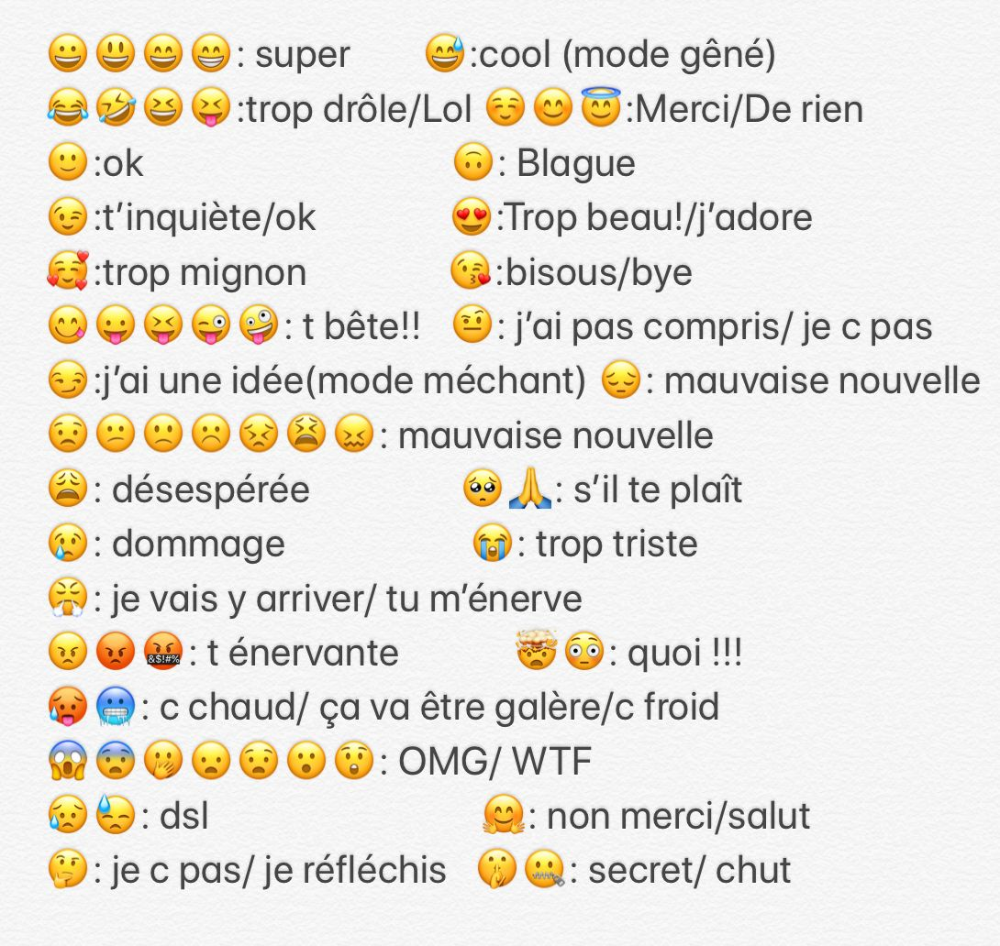 😀😃😄😁: super 😅:cool (mode gêné)
😂🤣😆😝:trop drôle/Lol ☺️😊😇:Merci/De rien
🙂:ok 🙃: Blague
😉:t’inquiète/ok 😍:Trop beau!/j’adore
🥰:trop mignon 😘:bisous/bye
😋😛😝😜🤪: t bête!! 🤨: j’ai pas compris/ je c pas
😏:j’ai une idée(mode méchant) 😔: mauvaise nouvelle
😟😕🙁☹️😣😫😖: mauvaise nouvelle
😩: désespérée 🥺🙏: s’il te plaît
😢: dommage 😭: trop triste
😤: je vais y arriver/ tu m’énerve
😠😡🤬: t énervante 🤯😳: quoi !!!
🥵🥶: c chaud/ ça va être galère/c froid
😱😨🤭😦😧😮😲: OMG/ WTF
😥😓: dsl 🤗: non merci/salut
🤔: je c pas/ je réfléchis 🤫🤐: secret/ chut